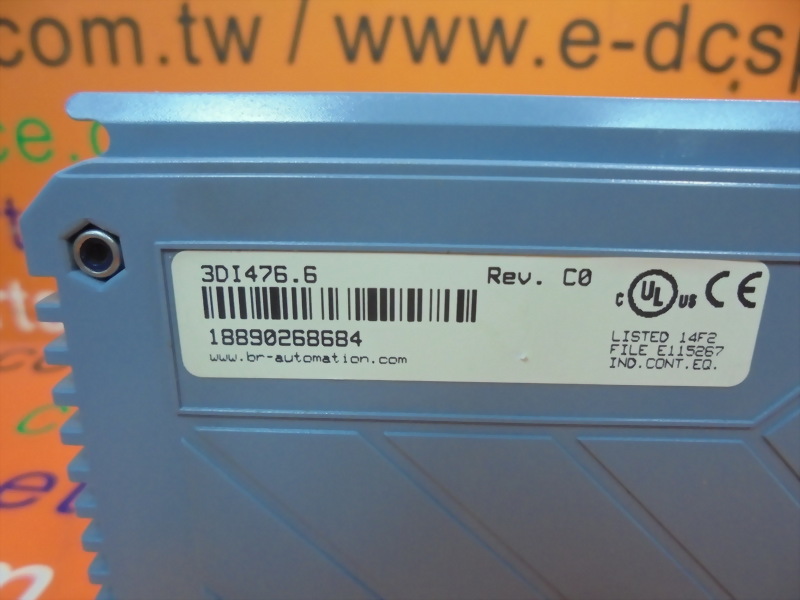 com.tw / www.e-dcsp
ce.c
3DI476.6 Rev. C0
c UL us CE
18890268684
www.br-automation.com
LISTED 14F2
FILE E115267
IND.CONT.EQ.